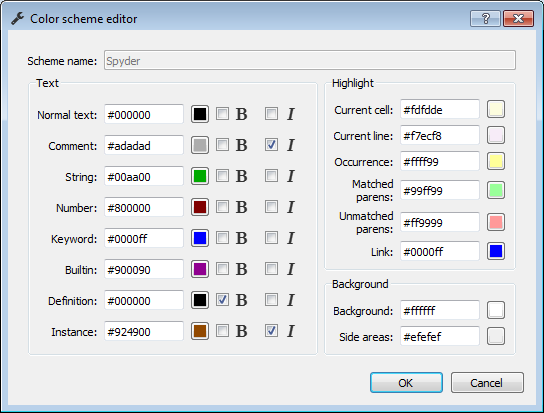 Color scheme editor
?
Scheme name: Spyder
Text
Normal text: #000000 B I
Comment: #adadad B I
String: #00aa00 B I
Number: #800000 B I
Keyword: #0000ff B I
Builtin: #900090 B I
Definition: #000000 B I
Instance: #924900 B I
Highlight
Current cell: #fdfdde
Current line: #f7ecf8
Occurrence: #ffff99
Matched
parens: #99ff99
Unmatched
parens: #ff9999
Link: #0000ff
Background
Background: #ffffff
Side areas: #efefef
OK Cancel